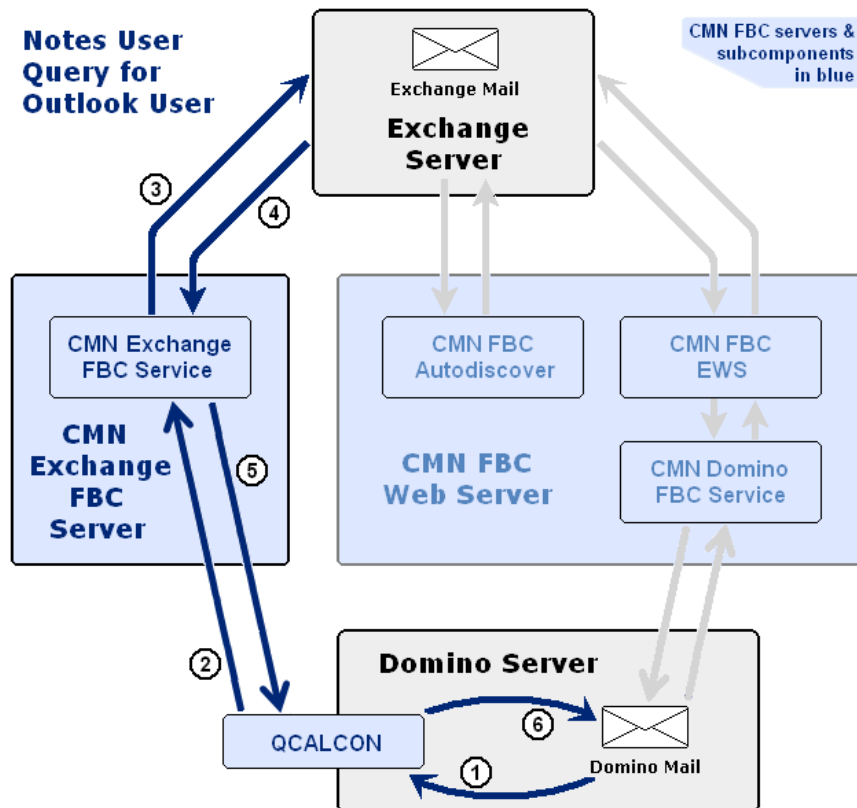 Notes User
Query for
Outlook User
CMN FBC servers &
subcomponents
in blue
Exchange Mail
Exchange
Server
3
4
CMN Exchange
FBC Service
CMN FBC
Autodiscover
CMN FBC
EWS
CMN
Exchange
FBC
Server
5
CMN FBC
Web Server
CMN Domino
FBC Service
2
Domino Server
QCALCON
6
1
Domino Mail